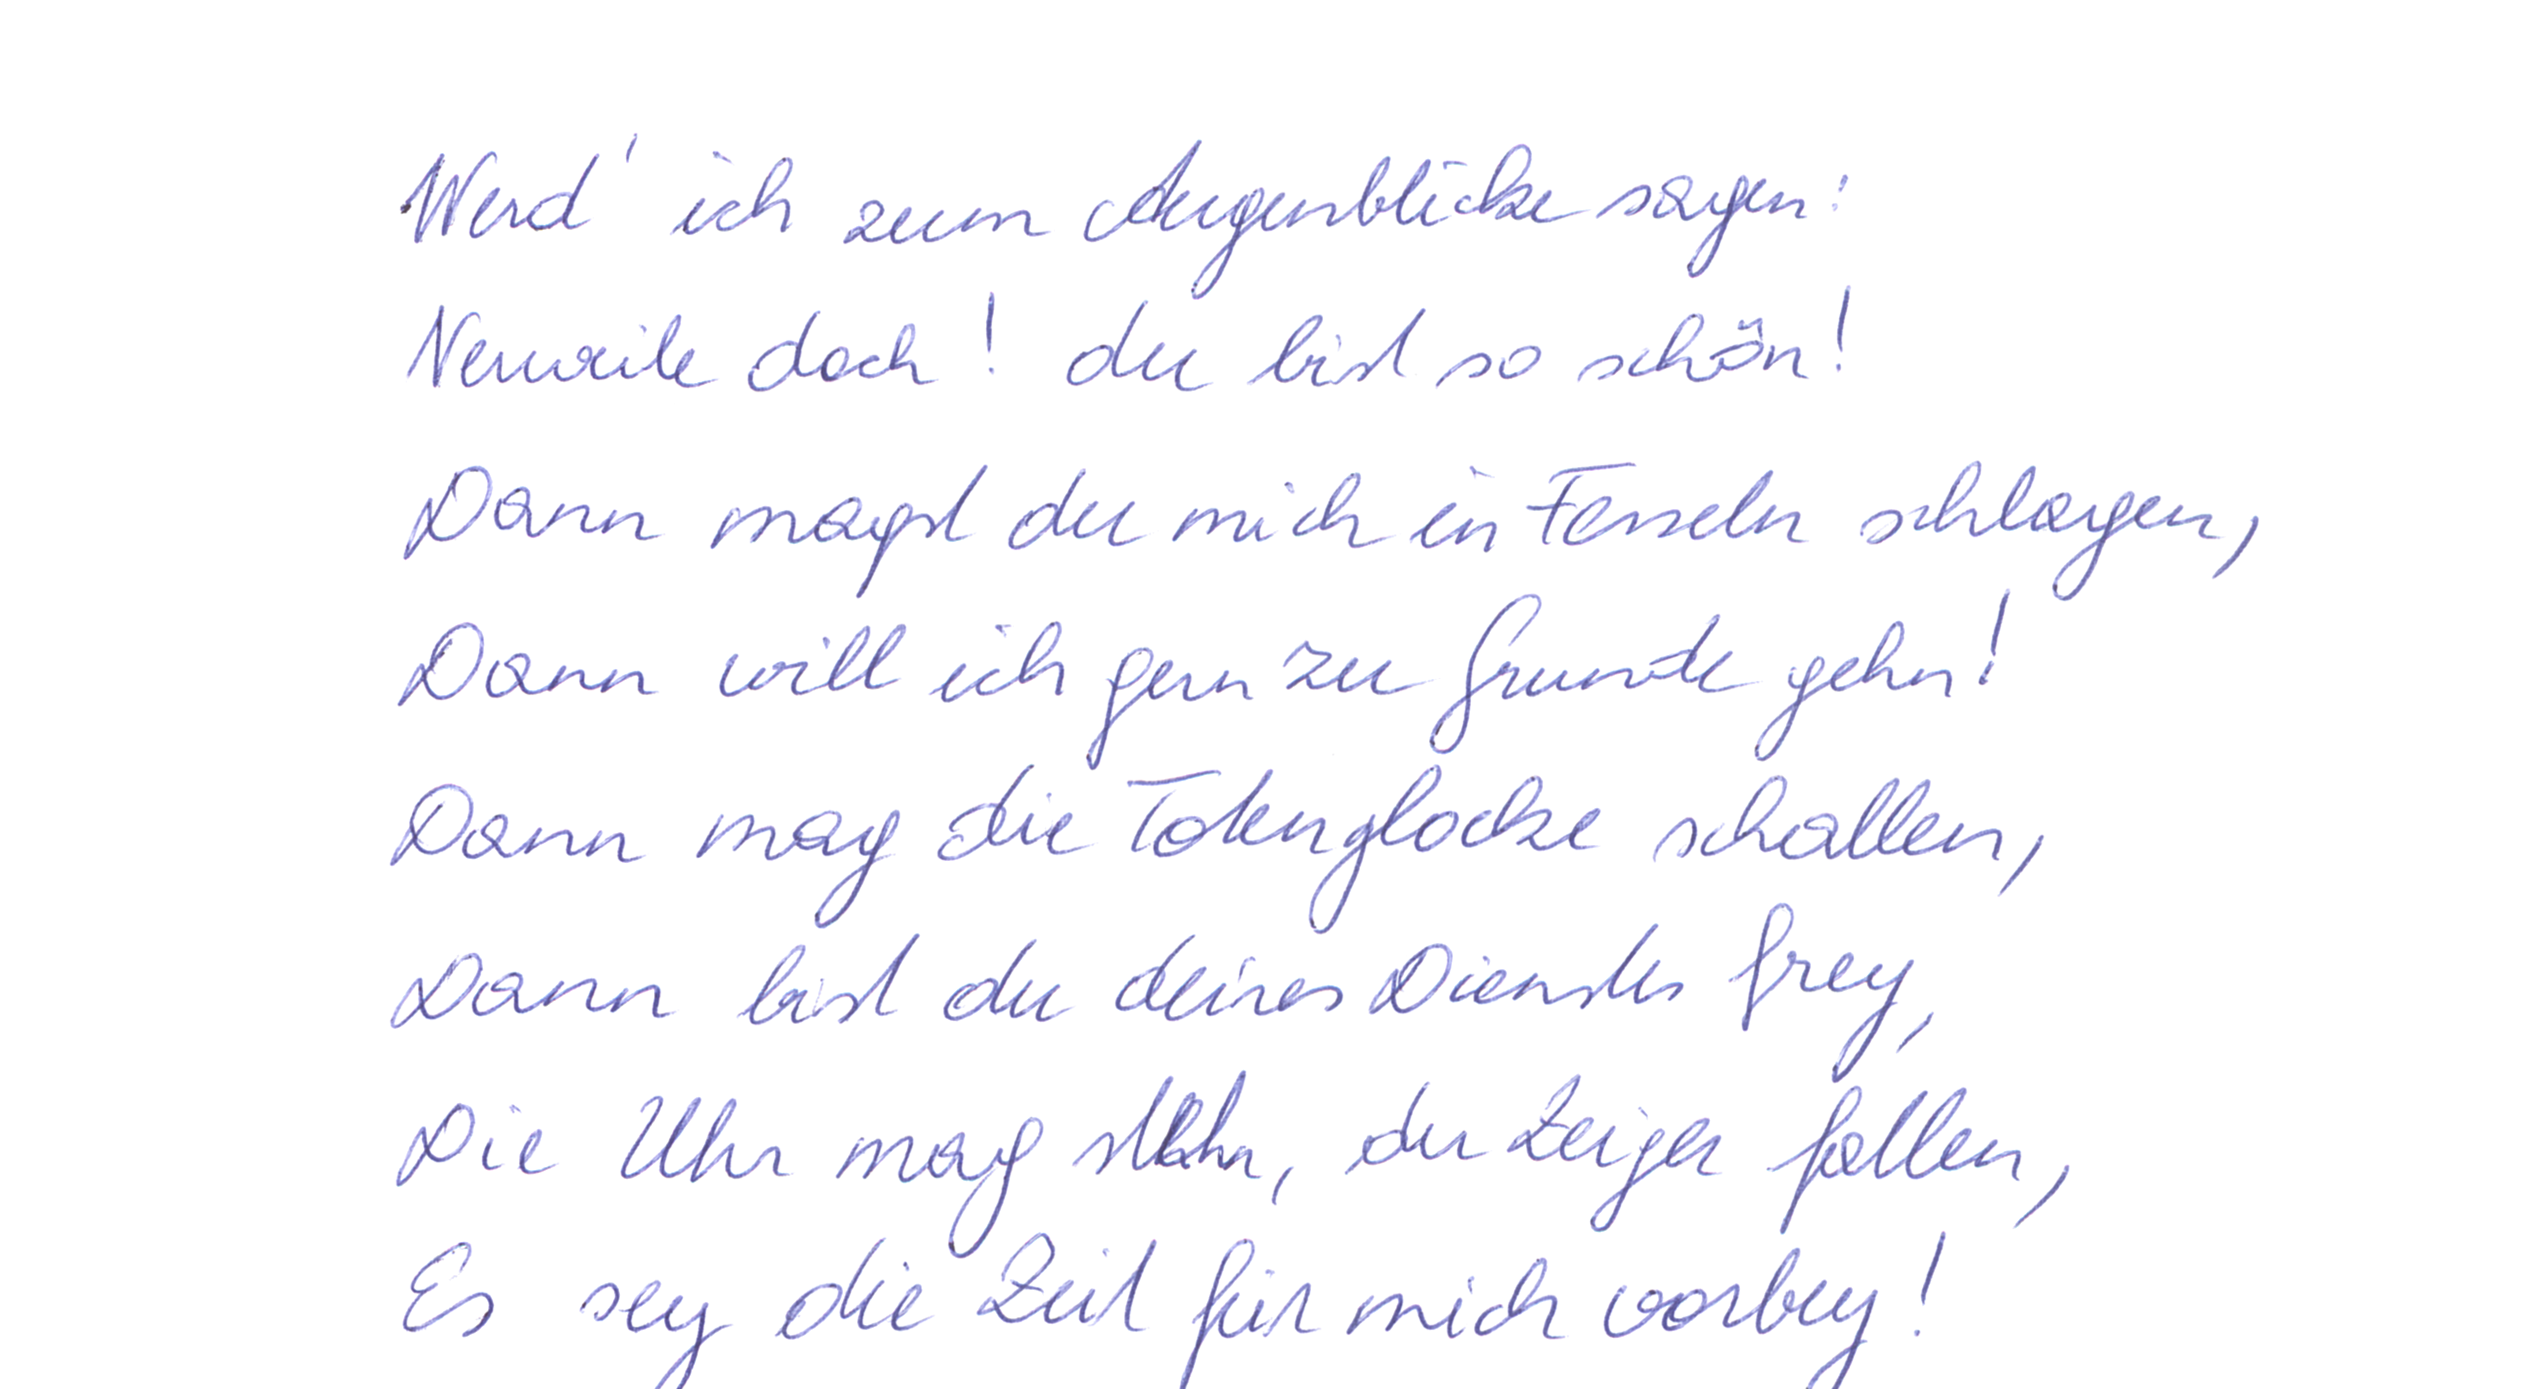 Werd' ich zum Augenblicke sagen:
Verweile doch! du bist so schön!
Dann magst du mich in Fesseln schlagen,
Dann will ich gern zu Grunde gehn!
Dann mag die Totenglocke schallen,
Dann bist du deines Dienstes frey,
Die Uhr mag stehn, der Zeiger fallen,
Es sey die Zeit für mich vorbey!